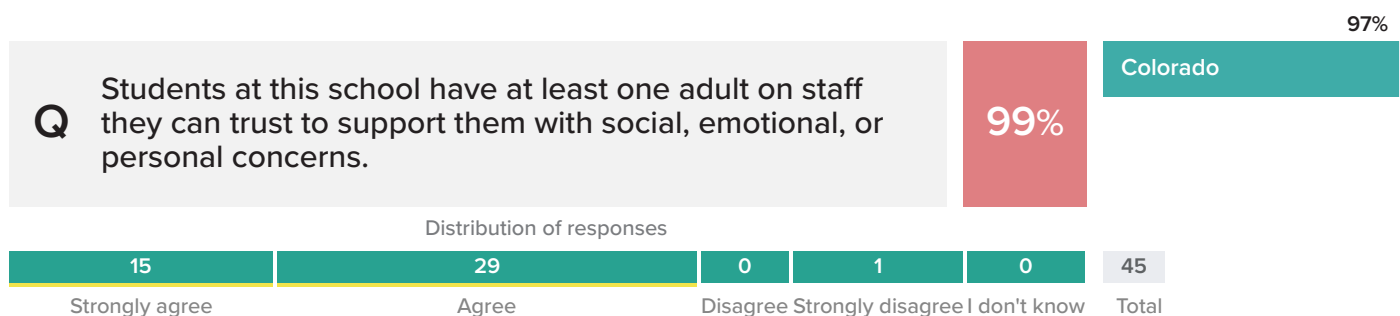 97%
Q
Students at this school have at least one adult on staff
they can trust to support them with social, emotional, or
personal concerns.
99%
Colorado
Distribution of responses
15 29 0 1 0 45
Strongly agree Agree Disagree Strongly disagree I don't know Total